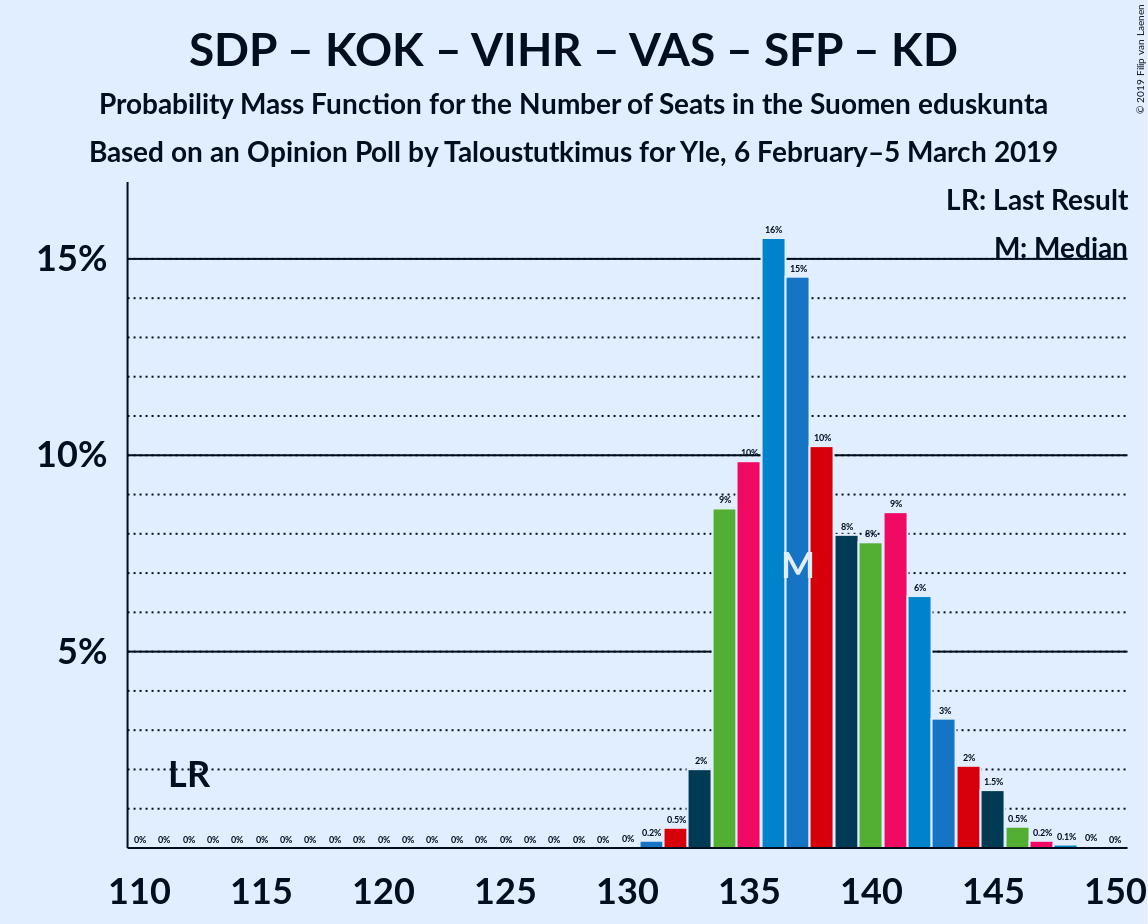 SDP – KOK – VIHR – VAS – SFP – KD
Probability Mass Function for the Number of Seats in the Suomen eduskunta
Based on an Opinion Poll by Taloustutkimus for Yle, 6 February–5 March 2019
© 2019 Filip van Laenen
LR: Last Result
M: Median
15%
10%
5%
16%
15%
10%
10%
9%
9%
8%
8%
6%
M
3%
LR
2%
2%
1.5%
0% 0% 0% 0% 0% 0% 0% 0% 0% 0% 0% 0% 0% 0% 0% 0% 0% 0% 0% 0% 0% 0.2% 0.5% 0.5% 0.2% 0.1% 0% 0%
110 115 120 125 130 135 140 145 150